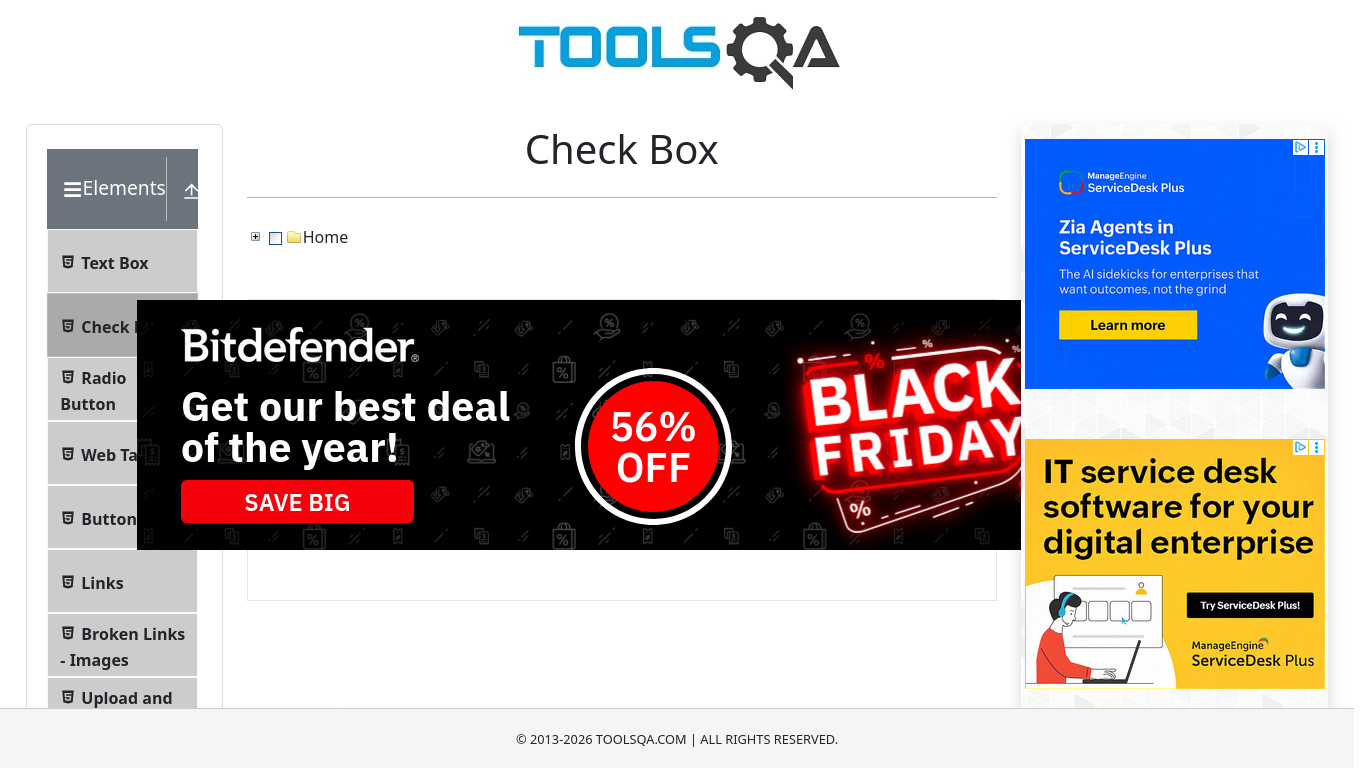 TOOLSQA
Elements
Text Box
Check
Radio
Button
Web Ta
Button
Links
Broken Links
- Images
Upload and
Check Box
Home
Bitdefender®
Get our best deal
of the year!
SAVE BIG
56%
OFF
%
BLACK
FRIDAY
%
ManageEngine
ServiceDesk Plus
Zia Agents in
ServiceDesk Plus
The AI sidekicks for enterprises that
want outcomes, not the grind
Learn more
IT service desk
software for your
digital enterprise
Try ServiceDesk Plus!
ManageEngine
ServiceDesk Plus
© 2013-2026 TOOLSQA.COM | ALL RIGHTS RESERVED.